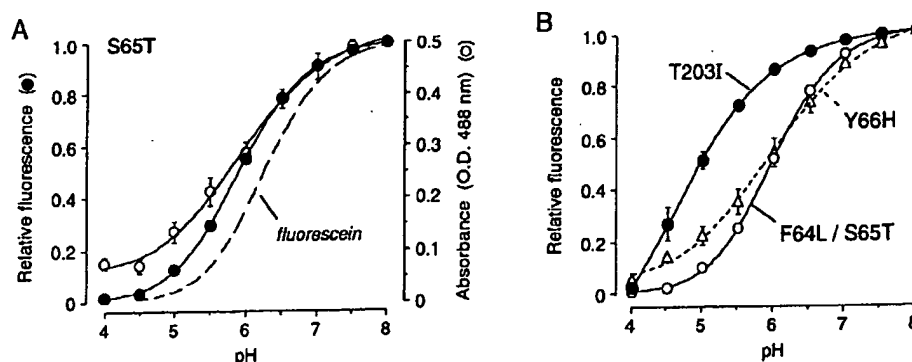 A
S65T
Relative fluorescence (●)
1.0
0.8
0.6
0.4
0.2
0
4 5 6 7 8
pH
fluorescein
0.5
0.4
0.3
0.2
0.1
0
Absorbance (O.D. 488 nm) (o)
B
Relative fluorescence
1.0
0.8
0.6
0.4
0.2
0.0
4 5 6 7 8
pH
T203I
Y66H
F64L / S65T